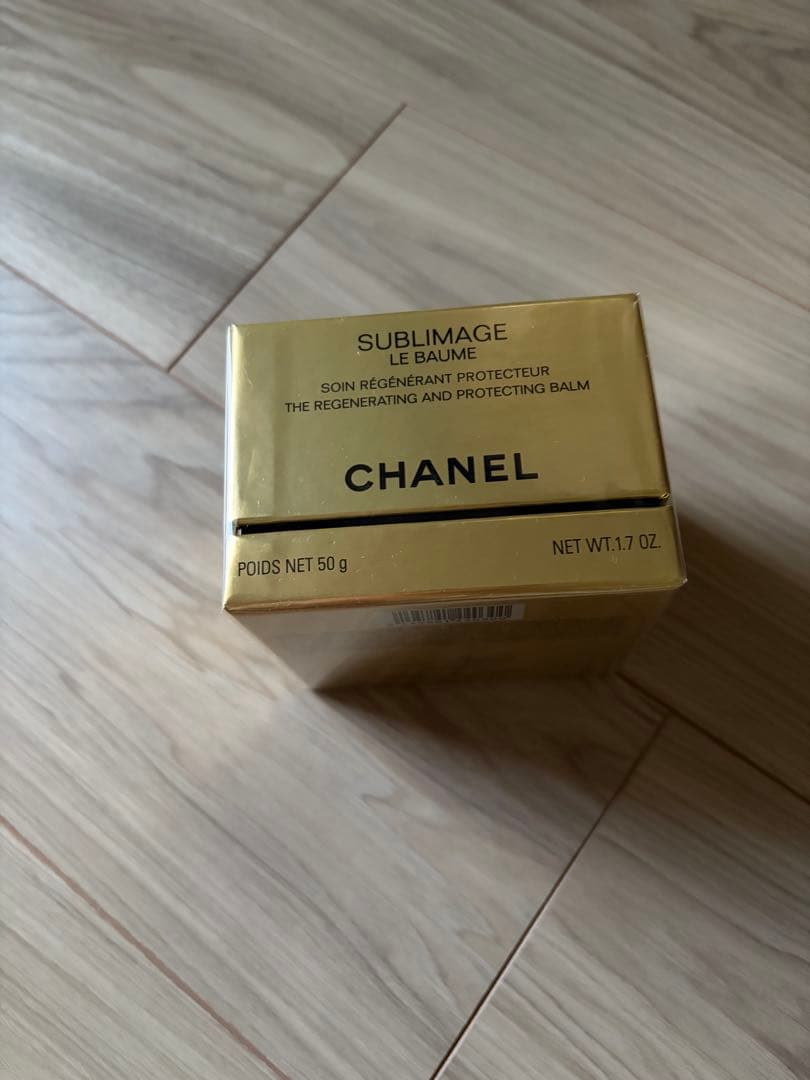 SUBLIMAGE
LE BAUME
SOIN RÉGÉNÉRANT PROTECTEUR
THE REGENERATING AND PROTECTING BALM
CHANEL
POIDS NET 50 g
NET WT.1.7 OZ.